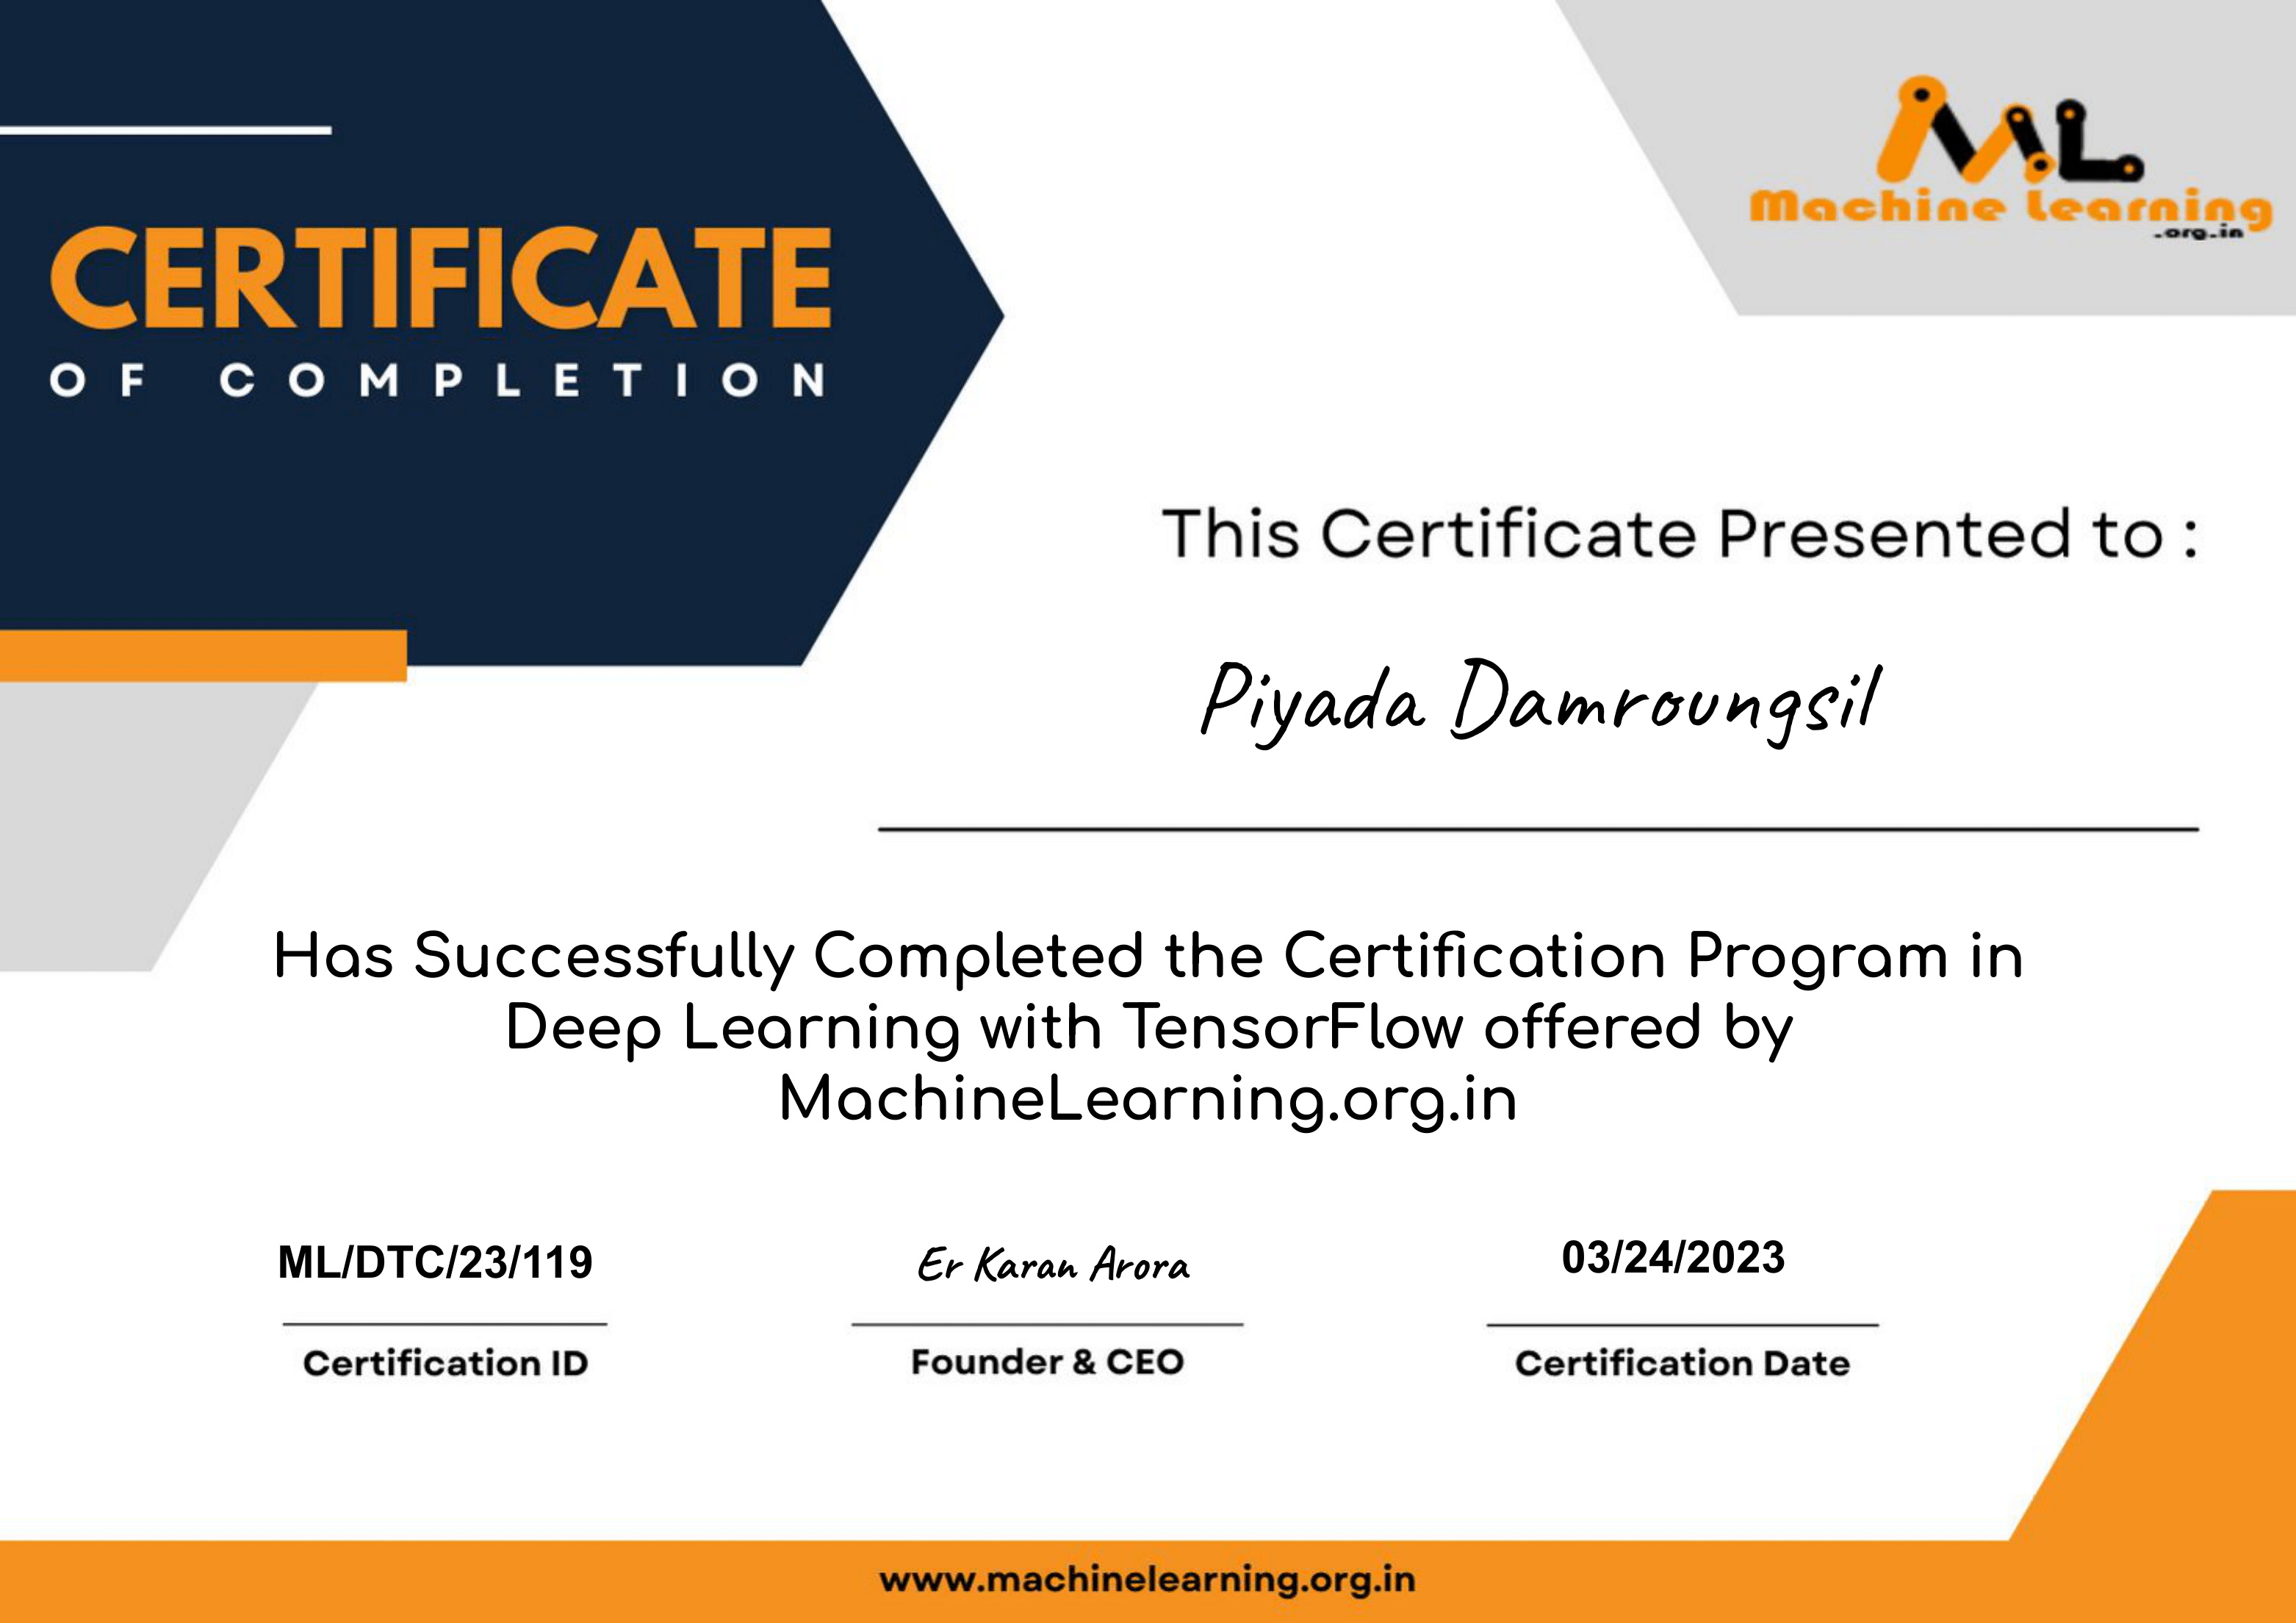 CERTIFICATE
OF COMPLETION
ML
Machine Learning
.org.in
This Certificate Presented to :
Piyada Damroungsil
Has Successfully Completed the Certification Program in
Deep Learning with TensorFlow offered by
MachineLearning.org.in
ML/DTC/23/119
Certification ID
Er Karan Arora
Founder & CEO
03/24/2023
Certification Date
www.machinelearning.org.in